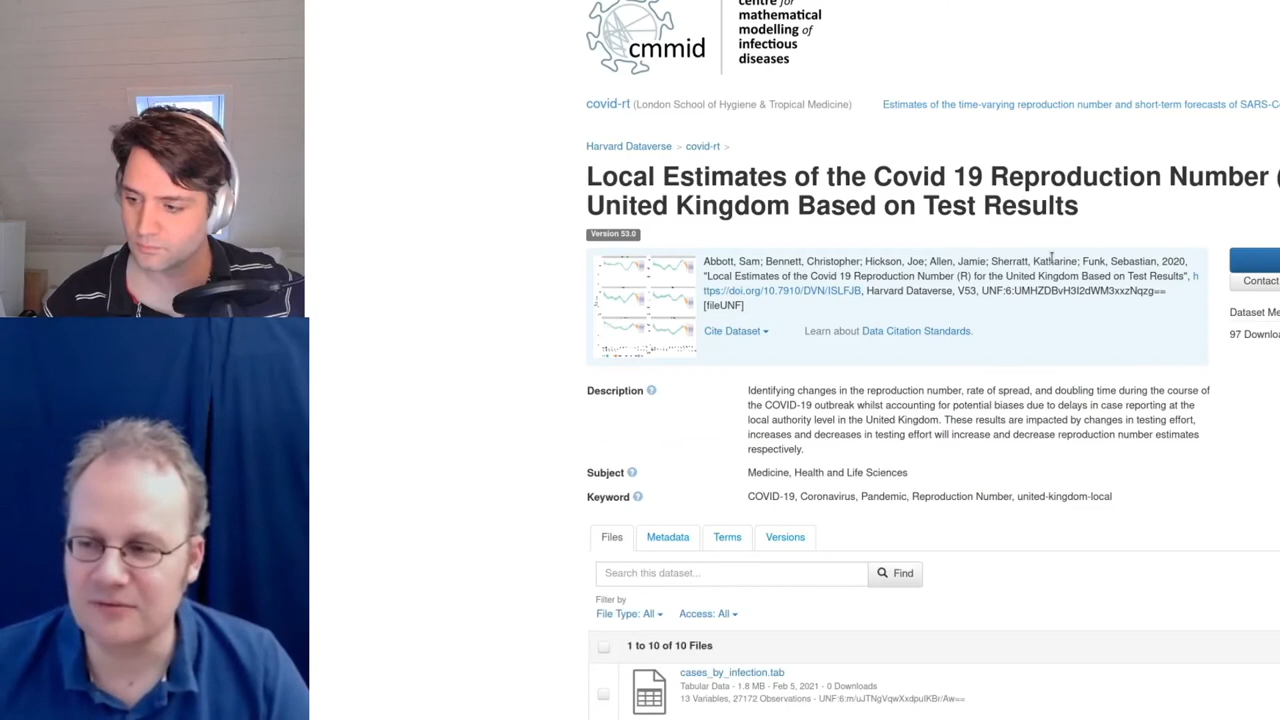 centre for
mathematical
modelling of
infectious
diseases
cmmid
covid-rt (London School of Hygiene & Tropical Medicine)
Estimates of the time-varying reproduction number and short-term forecasts of SARS-C
Harvard Dataverse > covid-rt >
Local Estimates of the Covid 19 Reproduction Number (
United Kingdom Based on Test Results
Version 53.0
Abbott, Sam; Bennett, Christopher; Hickson, Joe; Allen, Jamie; Sherratt, Katharine; Funk, Sebastian, 2020,
"Local Estimates of the Covid 19 Reproduction Number (R) for the United Kingdom Based on Test Results", h
ttps://doi.org/10.7910/DVN/ISLFJB, Harvard Dataverse, V53, UNF:6:UMHZDBvH3I2dWM3xxzNqzg==
[fileUNF]
Cite Dataset
Learn about Data Citation Standards.
Contact
Dataset Me
97 Downlo
Description
Identifying changes in the reproduction number, rate of spread, and doubling time during the course of
the COVID-19 outbreak whilst accounting for potential biases due to delays in case reporting at the
local authority level in the United Kingdom. These results are impacted by changes in testing effort,
increases and decreases in testing effort will increase and decrease reproduction number estimates
respectively.
Subject
Medicine, Health and Life Sciences
Keyword
COVID-19, Coronavirus, Pandemic, Reproduction Number, united-kingdom-local
Files
Metadata
Terms
Versions
Search this dataset...
Find
Filter by
File Type: All
Access: All
1 to 10 of 10 Files
cases_by_infection.tab
Tabular Data - 1.8 MB - Feb 5, 2021 - 0 Downloads
13 Variables, 27172 Observations - UNF:6:m/uJTNgVqwXxdpulKBr/Aw==